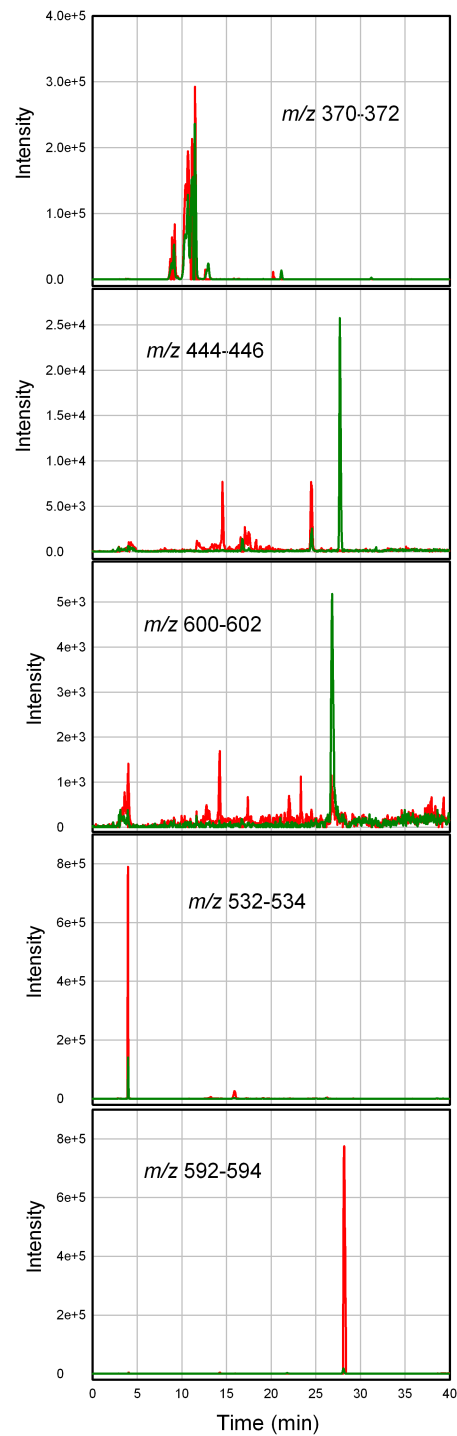 4.0e+5
m/z 370-372
3.0e+5
2.0e+5
1.0e+5
0.0
Intensity
2.5e+4
m/z 444-446
2.0e+4
1.5e+4
1.0e+4
5.0e+3
0.0
Intensity
5e+3
m/z 600-602
4e+3
3e+3
2e+3
1e+3
0
Intensity
8e+5
m/z 532-534
6e+5
4e+5
2e+5
0
Intensity
8e+5
m/z 592-594
6e+5
4e+5
2e+5
0
Intensity
0 5 10 15 20 25 30 35 40
Time (min)